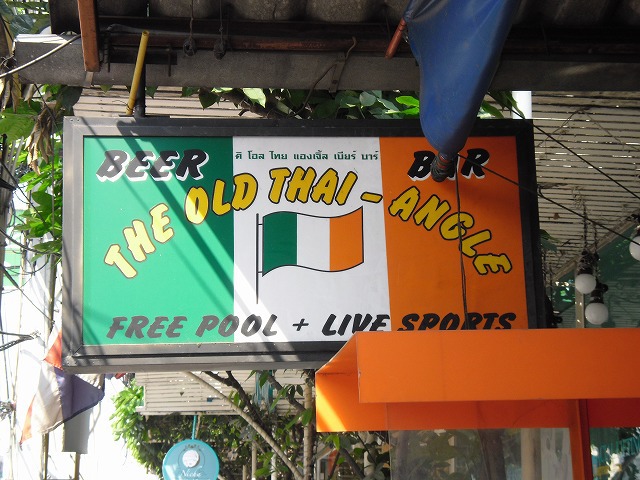 BEER BAR
ดิ โอล ไทย แองเจิ้ล เบียร์ บาร์
THE OLD THAI - ANGLE
FREE POOL + LIVE SPORTS